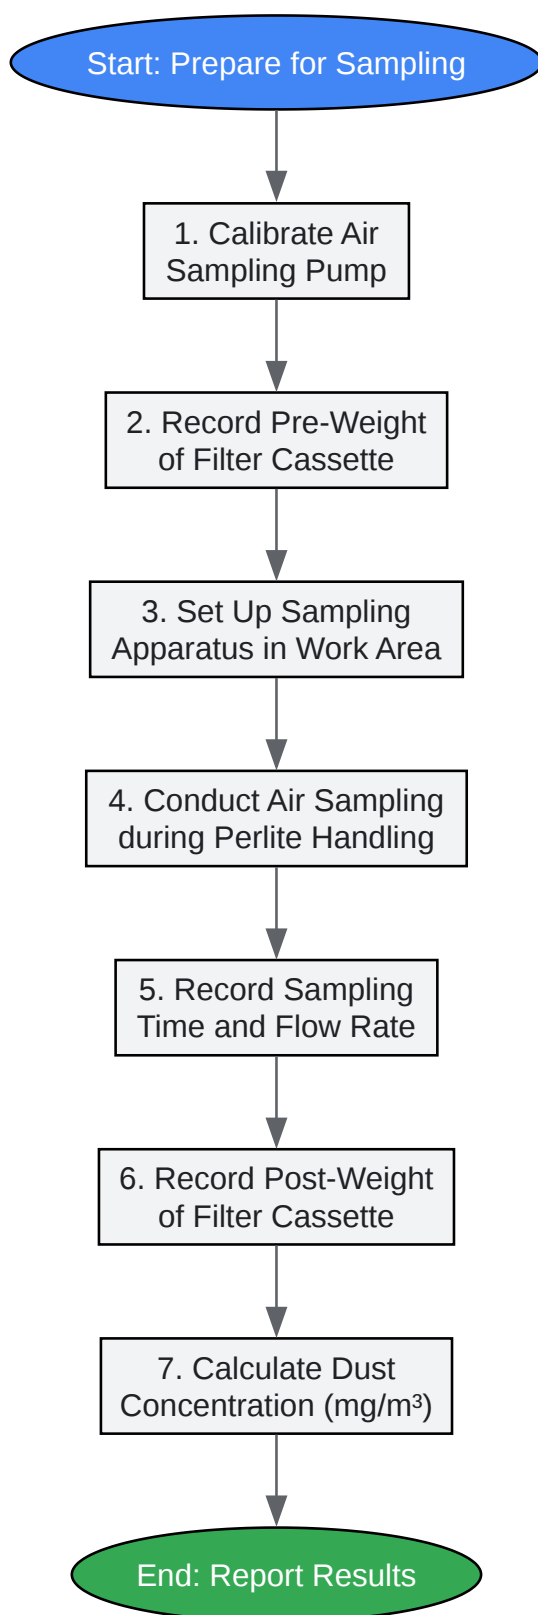 Start: Prepare for Sampling
1. Calibrate Air
Sampling Pump
2. Record Pre-Weight
of Filter Cassette
3. Set Up Sampling
Apparatus in Work Area
4. Conduct Air Sampling
during Perlite Handling
5. Record Sampling
Time and Flow Rate
6. Record Post-Weight
of Filter Cassette
7. Calculate Dust
Concentration (mg/m³)
End: Report Results